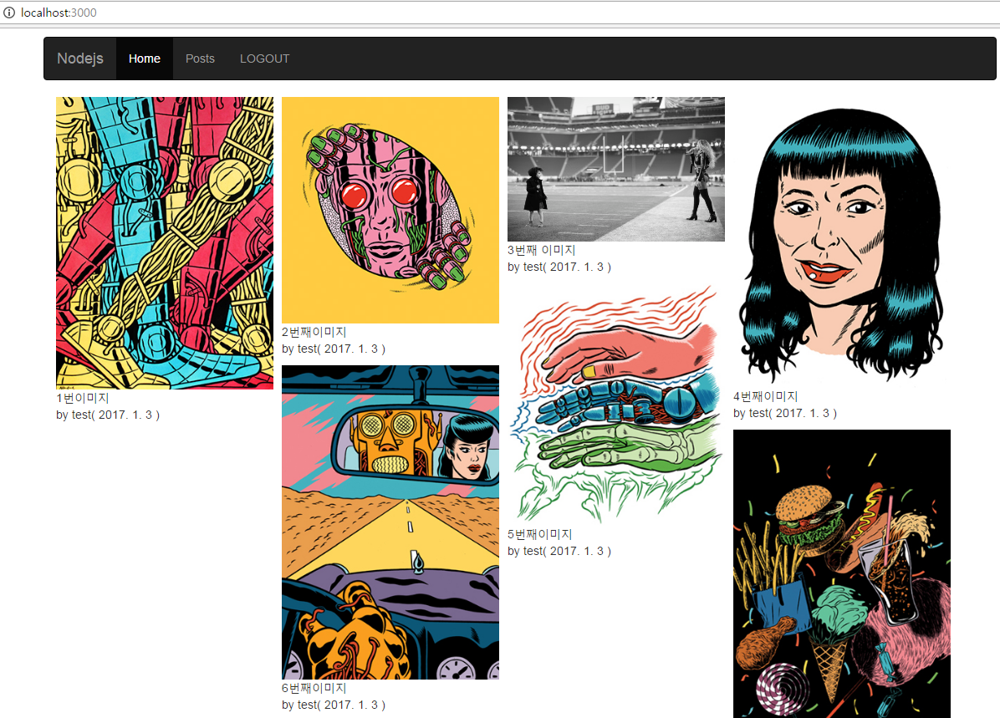 localhost:3000
Nodejs Home Posts LOGOUT
1번이미지
by test( 2017. 1. 3 )
2번째이미지
by test( 2017. 1. 3 )
3번째 이미지
by test( 2017. 1. 3 )
4번째이미지
by test( 2017. 1. 3 )
5번째이미지
by test( 2017. 1. 3 )
6번째이미지
by test( 2017. 1. 3 )